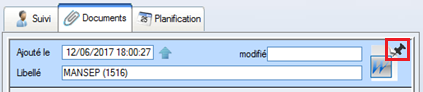 Suivi Documents Planification
Ajouté le 12/06/2017 18:00:27 modifié
Libellé MANSEP (1516)